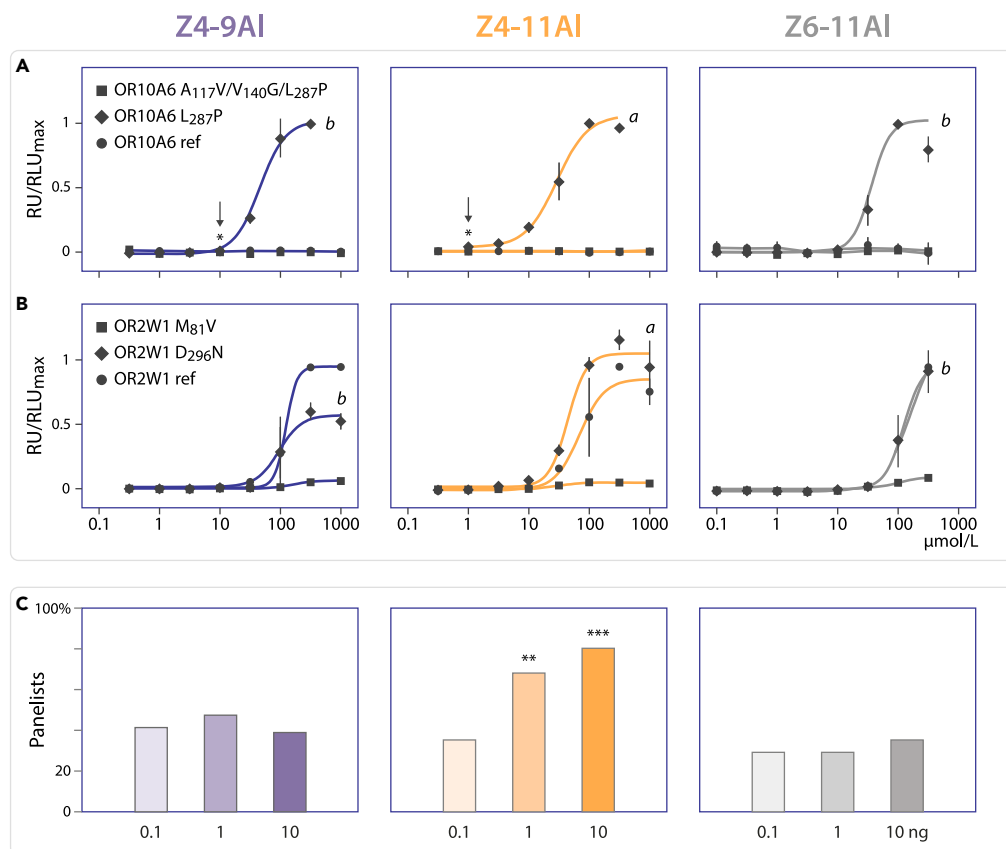 Z4-9Al Z4-11Al Z6-11Al
A
OR10A6 A117V/V140G/L287P
OR10A6 L287P
OR10A6 ref
RU/RLUmax
1
0.5
0
*
b
*
a
b
B
OR2W1 M81V
OR2W1 D296N
OR2W1 ref
RU/RLUmax
1
0.5
0
b
a
b
0.1 1 10 100 1000
0.1 1 10 100 1000
0.1 1 10 100 1000
µmol/L
C
100%
Panelists
20
0
**
***
0.1 1 10
0.1 1 10
0.1 1 10 ng